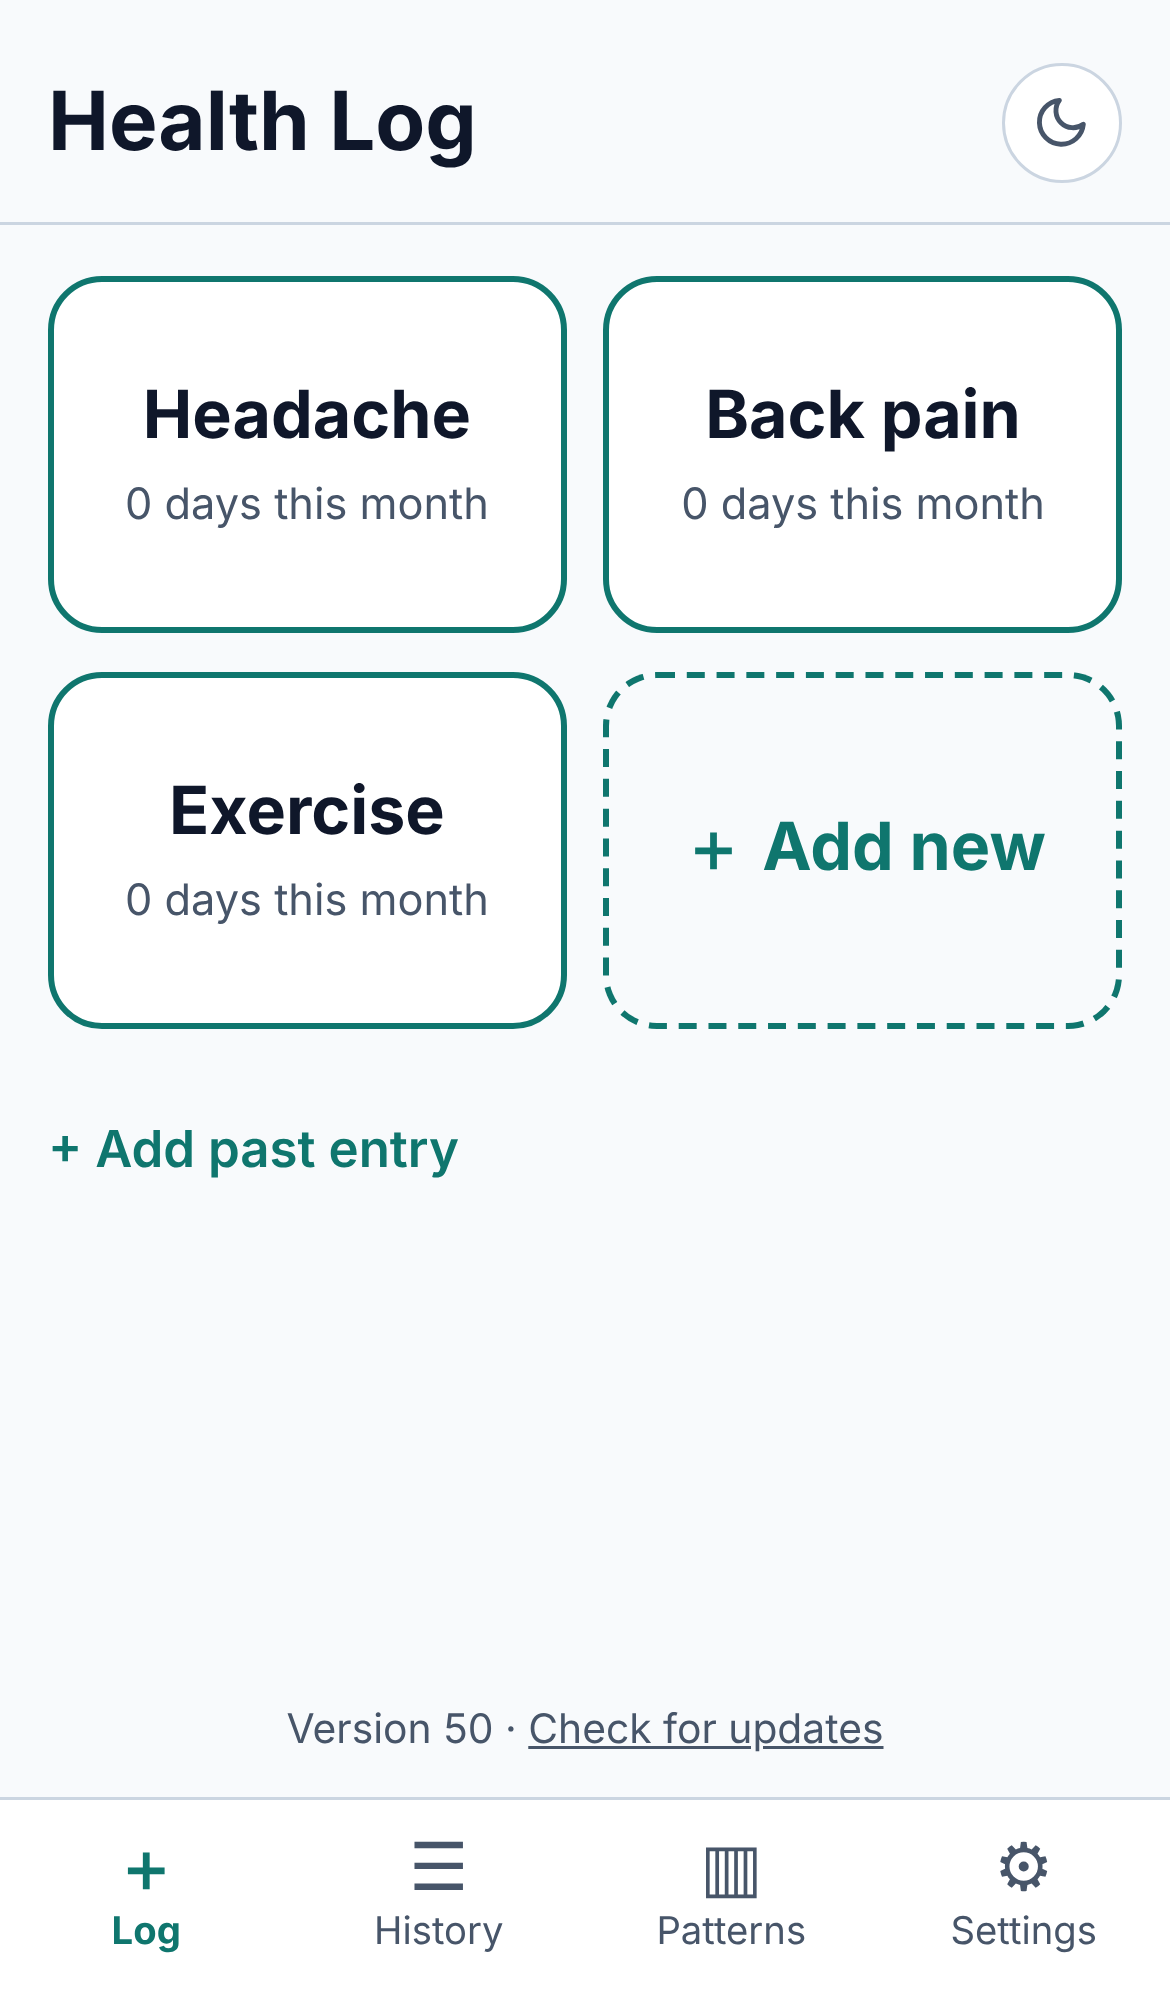 Health Log
Headache
0 days this month
Back pain
0 days this month
Exercise
0 days this month
+ Add new
+ Add past entry
Version 50 · Check for updates
Log
History
Patterns
Settings